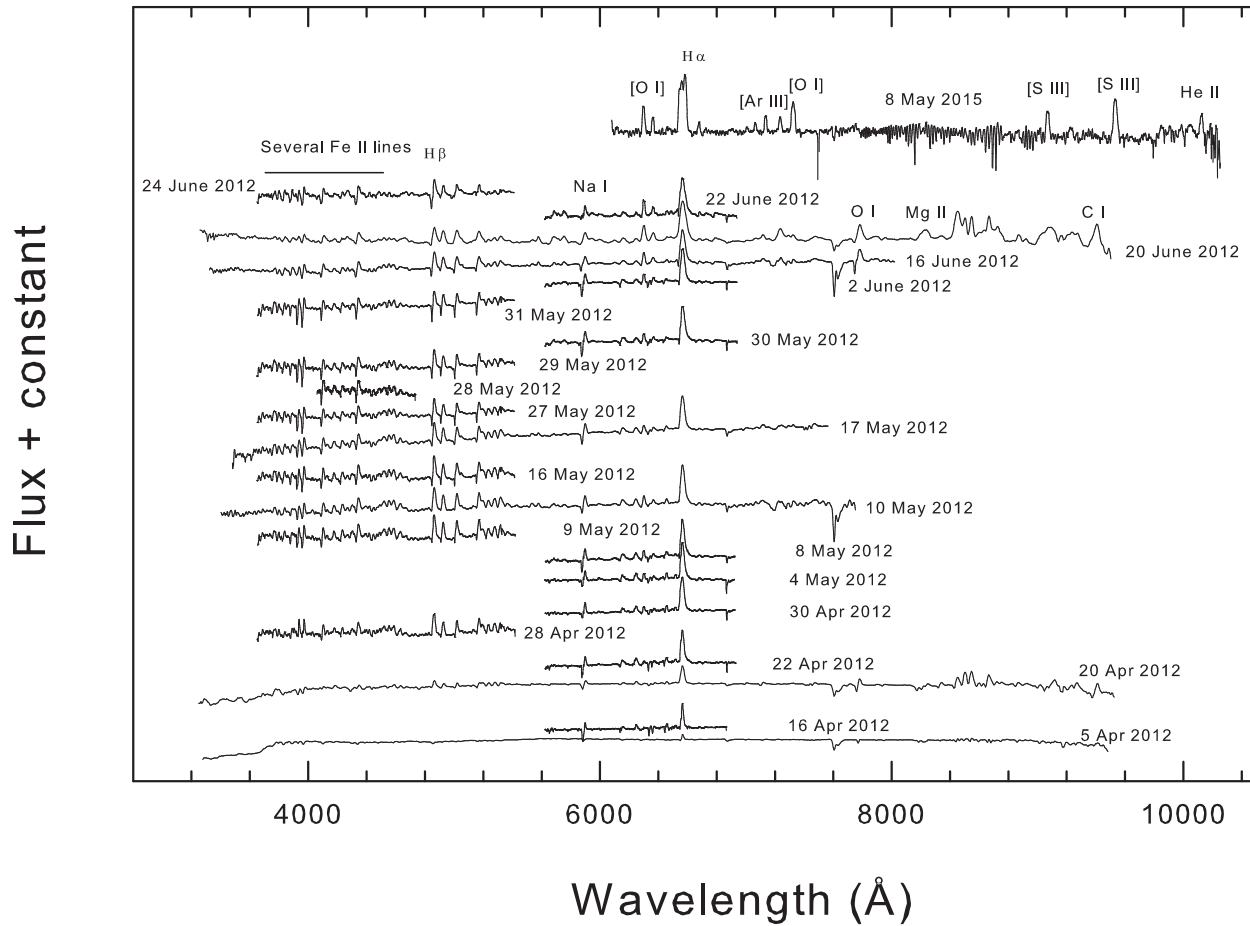 Hα
[O I]
[Ar III]
[O I]
8 May 2015
[S III]
[S III]
He II
Several Fe II lines
Hβ
24 June 2012
Na I
22 June 2012
O I
Mg II
C I
20 June 2012
16 June 2012
2 June 2012
31 May 2012
30 May 2012
29 May 2012
28 May 2012
27 May 2012
17 May 2012
16 May 2012
10 May 2012
9 May 2012
8 May 2012
4 May 2012
30 Apr 2012
28 Apr 2012
22 Apr 2012
20 Apr 2012
16 Apr 2012
5 Apr 2012
4000
6000
8000
10000
Wavelength (Å)
Flux + constant